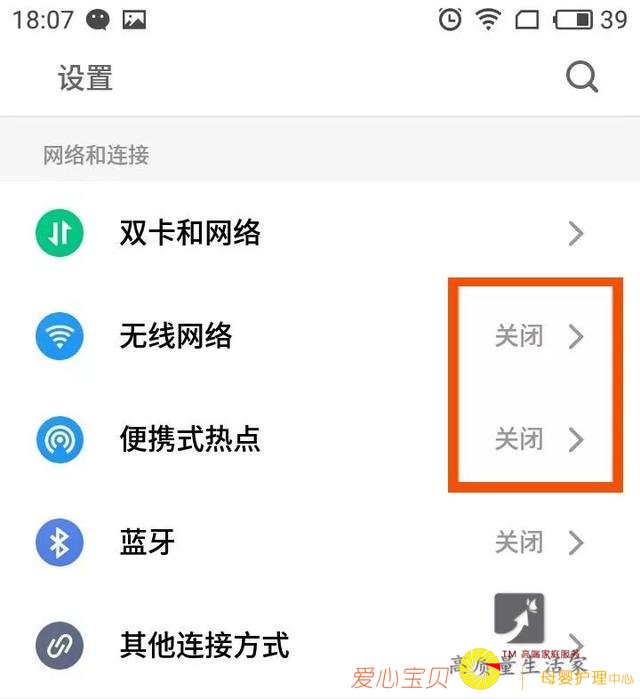 18:07 39
设置
网络和连接
双卡和网络
无线网络 关闭
便携式热点 关闭
蓝牙 关闭
其他连接方式
TM 高端家庭服务
高质量生活家
爱心宝贝 母婴护理中心